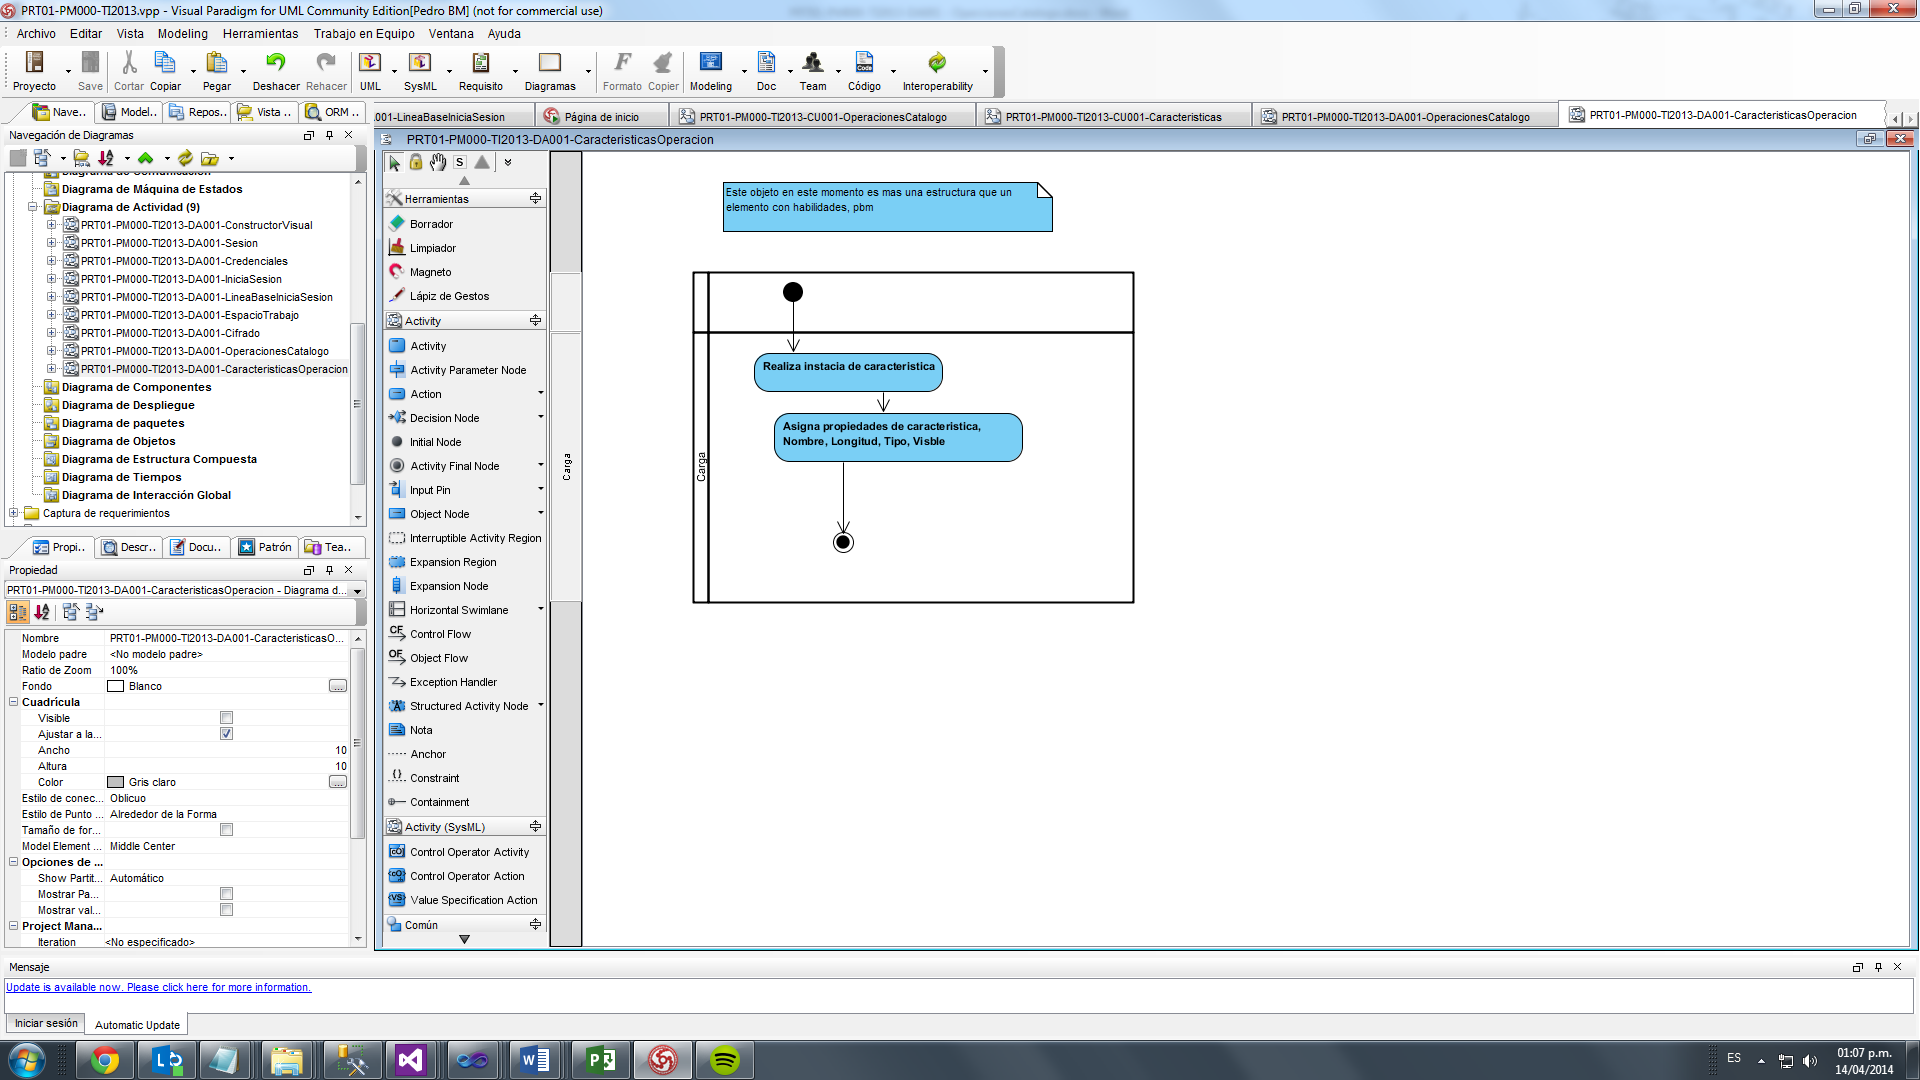 PRT01-PM000-TI2013.vpp - Visual Paradigm for UML Community Edition[Pedro BM] (not for commercial use)
Archivo Editar Vista Modeling Herramientas Trabajo en Equipo Ventana Ayuda
Proyecto Save Cortar Copiar Pegar Deshacer Rehacer UML SysML Requisito Diagramas Formato Copier Modeling Doc Team Código Interoperability
Nave.. Model.. Repos.. Vista .. ORM ..
001-LineaBaseIniciaSesion Página de inicio PRT01-PM000-TI2013-CU001-OperacionesCatalogo PRT01-PM000-TI2013-CU001-Caracteristicas PRT01-PM000-TI2013-DA001-OperacionesCatalogo PRT01-PM000-TI2013-DA001-CaracteristicasOperacion
Navegación de Diagramas
Diagrama de Máquina de Estados
Diagrama de Actividad (9)
PRT01-PM000-TI2013-DA001-ConstructorVisual
PRT01-PM000-TI2013-DA001-Sesion
PRT01-PM000-TI2013-DA001-Credenciales
PRT01-PM000-TI2013-DA001-IniciaSesion
PRT01-PM000-TI2013-DA001-LineaBaseIniciaSesion
PRT01-PM000-TI2013-DA001-EspacioTrabajo
PRT01-PM000-TI2013-DA001-Cifrado
PRT01-PM000-TI2013-DA001-OperacionesCatalogo
PRT01-PM000-TI2013-DA001-CaracteristicasOperacion
Diagrama de Componentes
Diagrama de Despliegue
Diagrama de paquetes
Diagrama de Objetos
Diagrama de Estructura Compuesta
Diagrama de Tiempos
Diagrama de Interacción Global
Captura de requerimientos
Propi.. Descr.. Docu.. Patrón Tea..
Propiedad
PRT01-PM000-TI2013-DA001-CaracteristicasOperacion - Diagrama d...
Nombre PRT01-PM000-TI2013-DA001-CaracteristicasO...
Modelo padre <No modelo padre>
Ratio de Zoom 100%
Fondo Blanco ...
Cuadrícula
Visible
Ajustar a la...
Ancho 10
Altura 10
Color Gris claro ...
Estilo de conec... Oblicuo
Estilo de Punto ... Alrededor de la Forma
Tamaño de for...
Model Element ... Middle Center
Opciones de ...
Show Partit... Automático
Mostrar Pa...
Mostrar val...
Project Mana...
Iteration <No especificado>
PRT01-PM000-TI2013-DA001-CaracteristicasOperacion
S
Herramientas
Borrador
Limpiador
Magneto
Lápiz de Gestos
Activity
Activity
Activity Parameter Node
Action
Decision Node
Initial Node
Activity Final Node
Input Pin
Object Node
Interruptible Activity Region
Expansion Region
Expansion Node
Horizontal Swimlane
Control Flow
Object Flow
Exception Handler
Structured Activity Node
Nota
Anchor
Constraint
Containment
Activity (SysML)
Control Operator Activity
Control Operator Action
Value Specification Action
Común
Carga
Este objeto en este momento es mas una estructura que un
elemento con habilidades, pbm
Carga
Realiza instacia de caracteristica
Asigna propiedades de caracteristica,
Nombre, Longitud, Tipo, Visble
Mensaje
Update is available now. Please click here for more information.
Iniciar sesión Automatic Update
ES
01:07 p.m.
14/04/2014